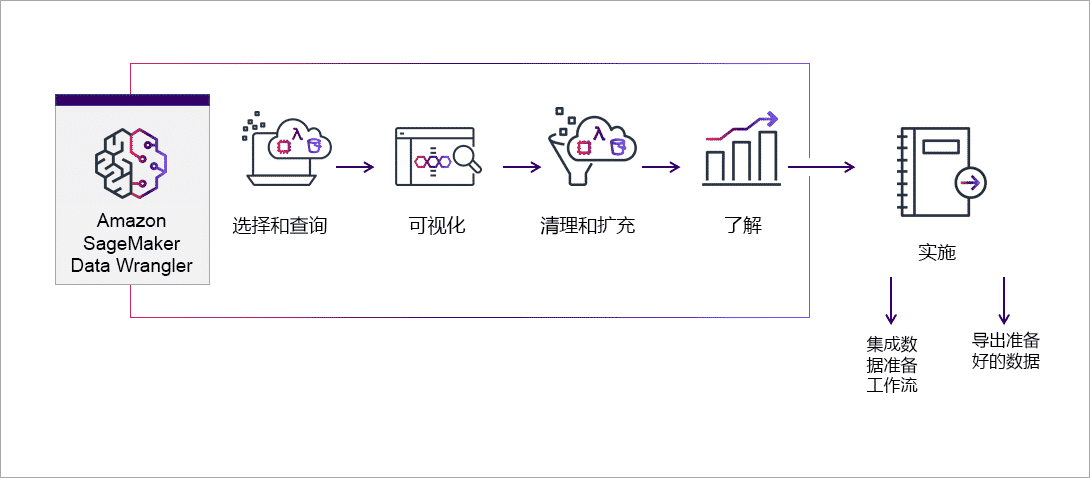 Amazon
SageMaker
Data Wrangler
选择和查询
可视化
清理和扩充
了解
实施
集成数
据准备
工作流
导出准备
好的数据